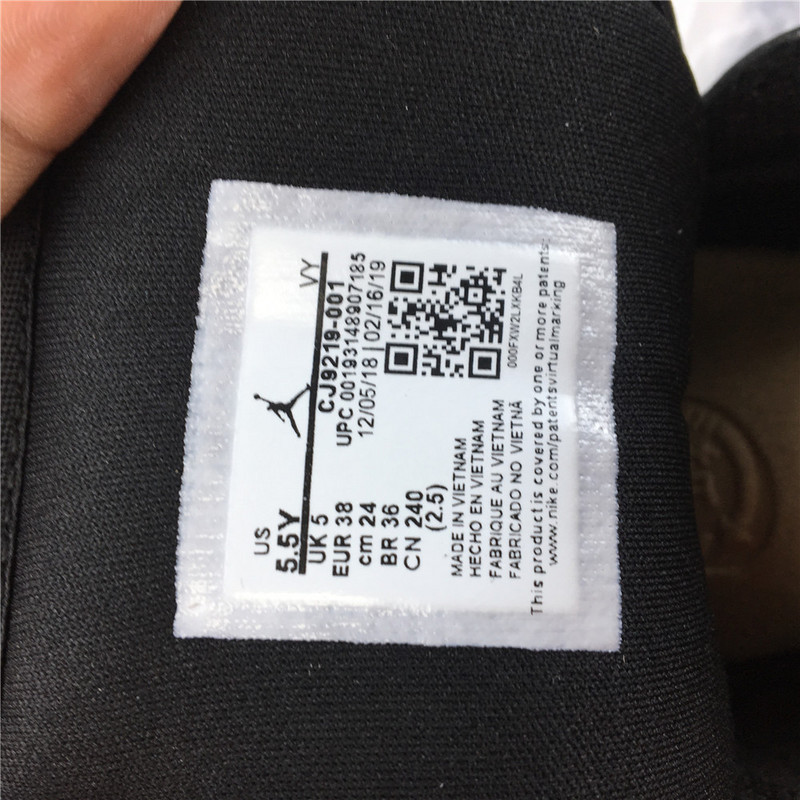 US
5.5Y
VY
UK 5
CJ9219-001
EUR 38
UPC 00193148907185
cm 24
12/05/18 | 02/16/19
BR 36
CN 240
(2.5)
MADE IN VIETNAM
HECHO EN VIETNAM
FABRIQUE AU VIETNAM
FABRICADO NO VIETNÃ
000FXW2LXKB4L
This product is covered by one or more patents:
www.nike.com/patentsvirtualmarking